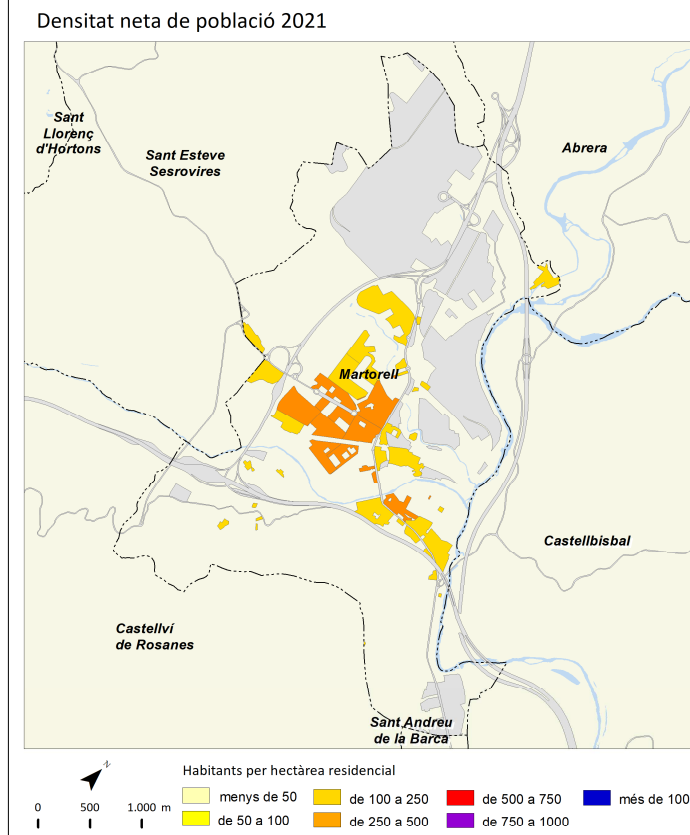 Densitat neta de població 2021
Sant
Llorenç
d'Hortons
Sant Esteve
Sesrovires
Abrera
Martorell
Castellbisbal
Castellví
de Rosanes
Sant Andreu
de la Barca
N
0 500 1.000 m
Habitants per hectàrea residencial
menys de 50
de 100 a 250
de 500 a 750
més de 100
de 50 a 100
de 250 a 500
de 750 a 1000